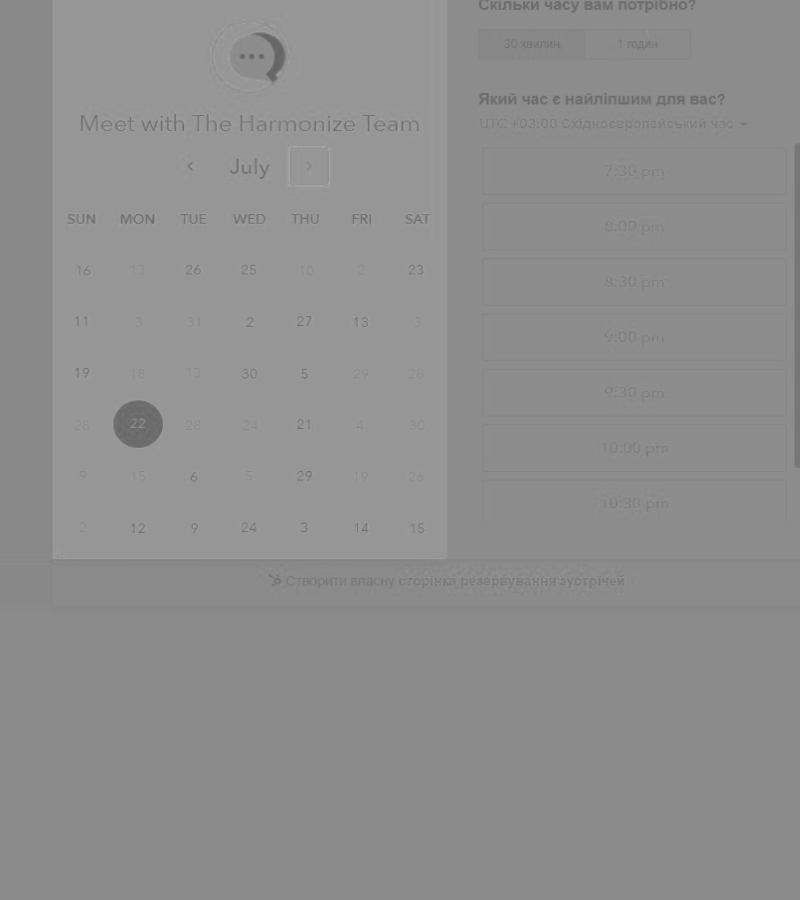 Meet with The Harmonize Team
July
SUN MON TUE WED THU FRI SAT
16 13 26 25 10 2 23
11 3 31 2 27 13 3
19 18 13 30 5 29 28
28 22 28 24 21 4 30
9 15 6 5 29 19 26
2 12 9 24 3 14 15
Скільки часу вам потрібно?
30 хвилин 1 годин
Який час є найліпшим для вас?
UTC +03:00 Східноєвропейський час
7:30 pm
8:00 pm
8:30 pm
9:00 pm
9:30 pm
10:00 pm
10:30 pm
Створити власну сторінка резервування зустрічей